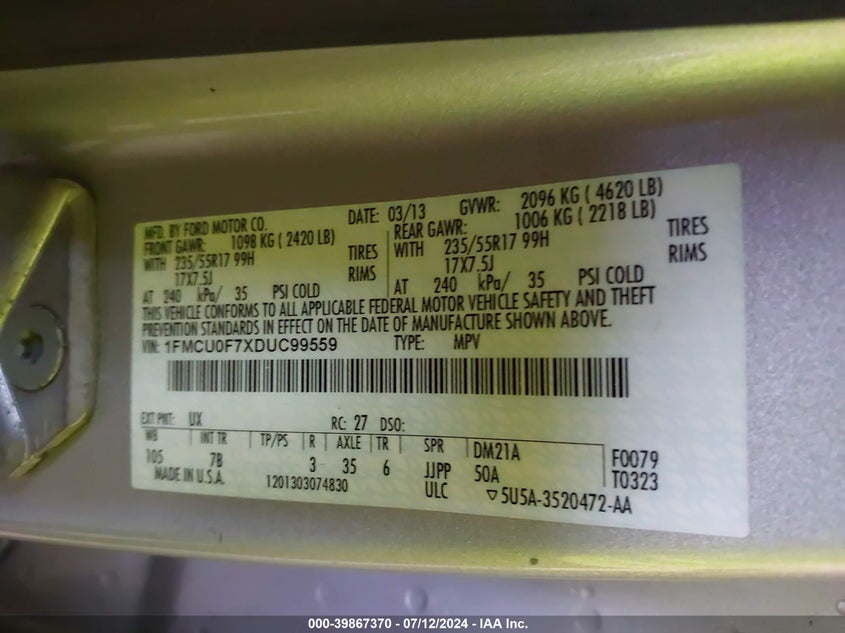 MFD. BY FORD MOTOR CO. DATE: 03/13 GVWR: 2096 KG ( 4620 LB)
FRONT GAWR: 1098 KG ( 2420 LB) REAR GAWR: 1006 KG ( 2218 LB)
WITH 235/55R17 99H TIRES WITH 235/55R17 99H TIRES
17X7.5J RIMS 17X7.5J RIMS
AT 240 kPa/ 35 PSI COLD AT 240 kPa/ 35 PSI COLD
THIS VEHICLE CONFORMS TO ALL APPLICABLE FEDERAL MOTOR VEHICLE SAFETY AND THEFT
PREVENTION STANDARDS IN EFFECT ON THE DATE OF MANUFACTURE SHOWN ABOVE.
VIN: 1FMCU0F7XDUC99559 TYPE: MPV
EXT PNT: UX RC: 27 DSO:
WB INT TR TP/PS R AXLE TR SPR DM21A F0079
105 7B 3 35 6 JJPP 50A T0323
MADE IN U.S.A. 1201303074830 ULC ▽5U5A-3520472-AA
000-39867370 - 07/12/2024 - IAA Inc.